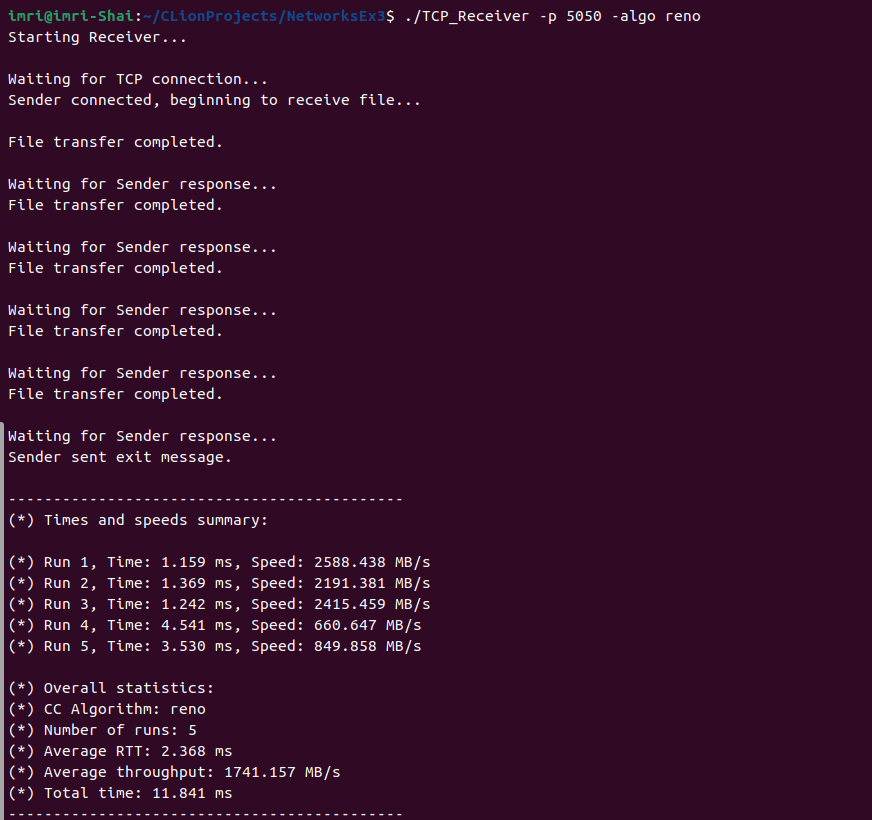 imri@imri-Shai:~/CLionProjects/NetworksEx3$ ./TCP_Receiver -p 5050 -algo reno
Starting Receiver...
Waiting for TCP connection...
Sender connected, beginning to receive file...
File transfer completed.
Waiting for Sender response...
File transfer completed.
Waiting for Sender response...
File transfer completed.
Waiting for Sender response...
File transfer completed.
Waiting for Sender response...
File transfer completed.
Waiting for Sender response...
Sender sent exit message.
--------------------------------------------
(*) Times and speeds summary:
(*) Run 1, Time: 1.159 ms, Speed: 2588.438 MB/s
(*) Run 2, Time: 1.369 ms, Speed: 2191.381 MB/s
(*) Run 3, Time: 1.242 ms, Speed: 2415.459 MB/s
(*) Run 4, Time: 4.541 ms, Speed: 660.647 MB/s
(*) Run 5, Time: 3.530 ms, Speed: 849.858 MB/s
(*) Overall statistics:
(*) CC Algorithm: reno
(*) Number of runs: 5
(*) Average RTT: 2.368 ms
(*) Average throughput: 1741.157 MB/s
(*) Total time: 11.841 ms
--------------------------------------------